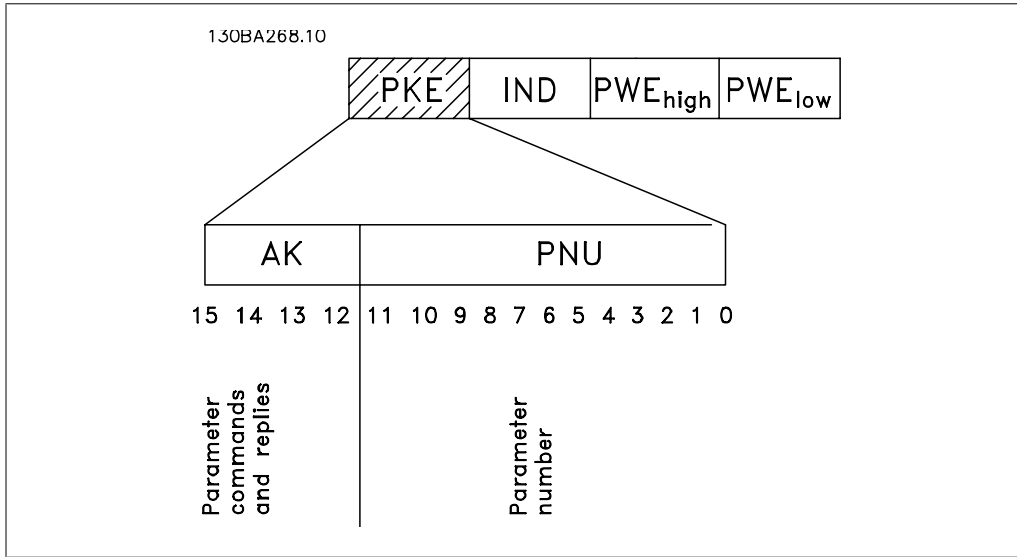 130BA268.10
PKE IND PWEhigh PWElow
AK PNU
15 14 13 12 11 10 9 8 7 6 5 4 3 2 1 0
Parameter
commands
and replies
Parameter
number